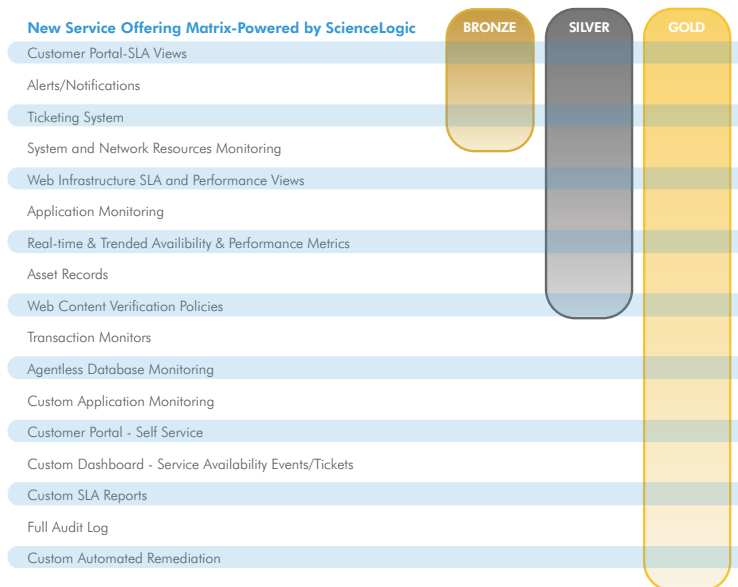 New Service Offering Matrix-Powered by ScienceLogic BRONZE SILVER GOLD
Customer Portal-SLA Views
Alerts/Notifications
Ticketing System
System and Network Resources Monitoring
Web Infrastructure SLA and Performance Views
Application Monitoring
Real-time & Trended Availibility & Performance Metrics
Asset Records
Web Content Verification Policies
Transaction Monitors
Agentless Database Monitoring
Custom Application Monitoring
Customer Portal - Self Service
Custom Dashboard - Service Availability Events/Tickets
Custom SLA Reports
Full Audit Log
Custom Automated Remediation